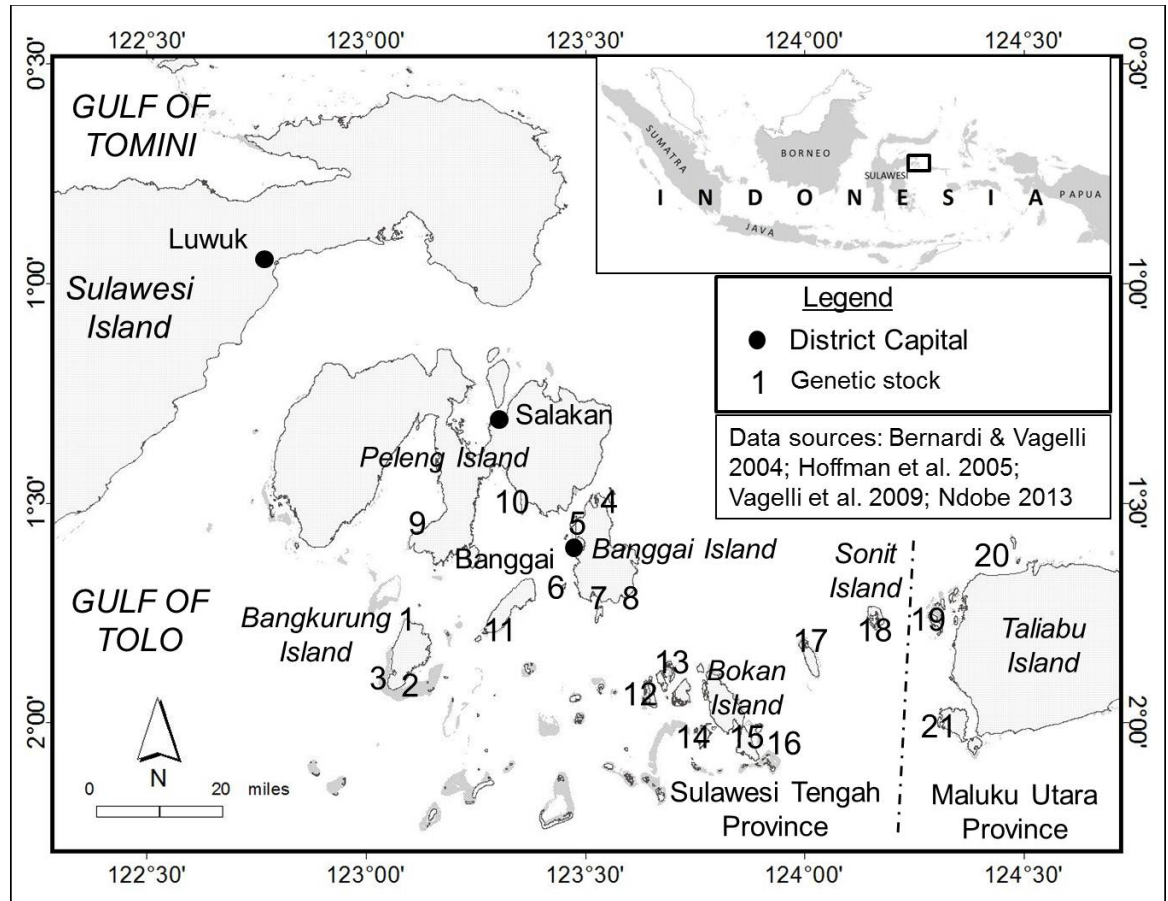 122°30' 123°00' 123°30' 124°00' 124°30'
0°30'
0°30'
GULF OF
TOMINI
SUMATRA
BORNEO
SULAWESI
PAPUA
INDONESIA
JAVA
Luwuk
Sulawesi
Island
1°00'
1°00'
Legend
District Capital
1 Genetic stock
Data sources: Bernardi & Vagelli
2004; Hoffman et al. 2005;
Vagelli et al. 2009; Ndobe 2013
Salakan
Peleng Island
10
4
1°30'
1°30'
9
5
Banggai
Banggai Island
6
7
8
Sonit
Island
20
GULF OF
TOLO
Bangkurung
Island
1
11
3
2
17
18
19
Taliabu
Island
13
12
Bokan
Island
14
15
16
21
2°00'
2°00'
N
0 20 miles
Sulawesi Tengah
Province
Maluku Utara
Province
122°30' 123°00' 123°30' 124°00' 124°30'